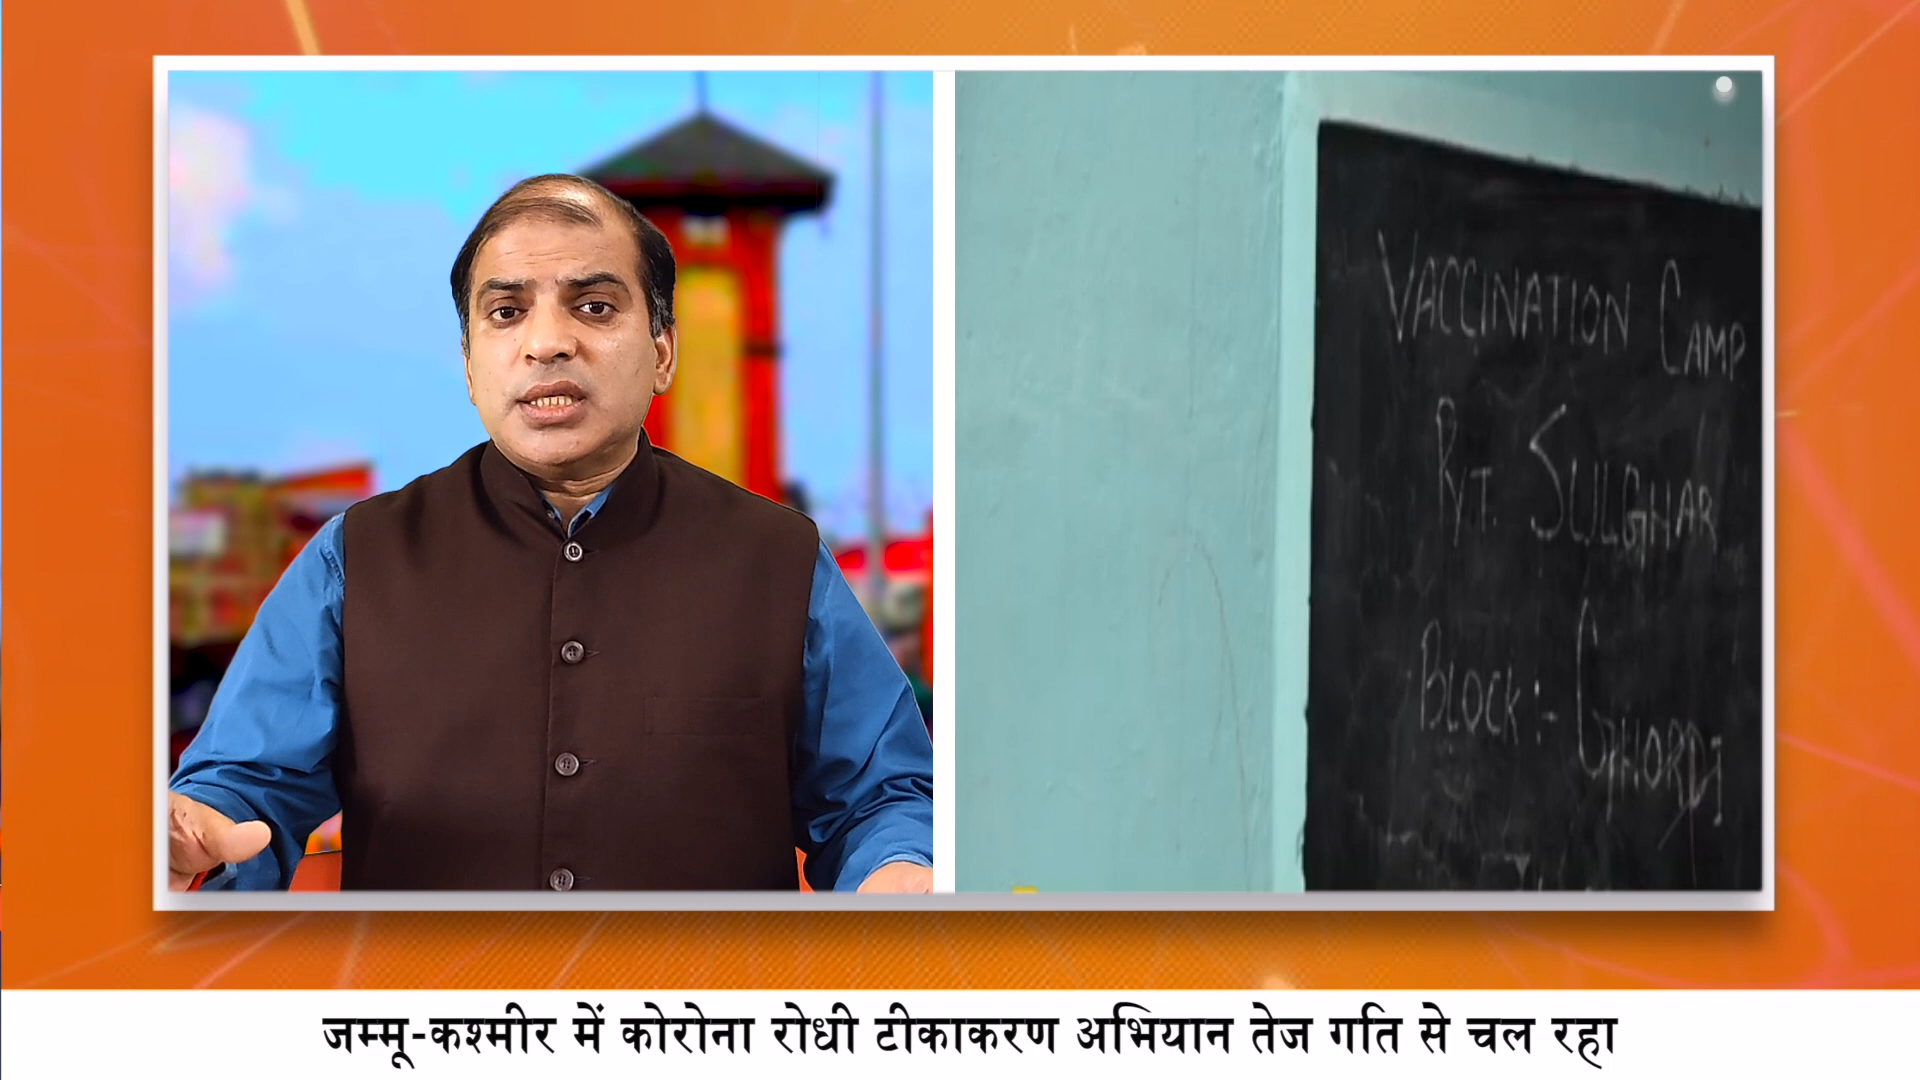 VACCINATION CAMP
PYT. SULGHAR
BLOCK:- GHORDI
जम्मू-कश्मीर में कोरोना रोधी टीकाकरण अभियान तेज गति से चल रहा